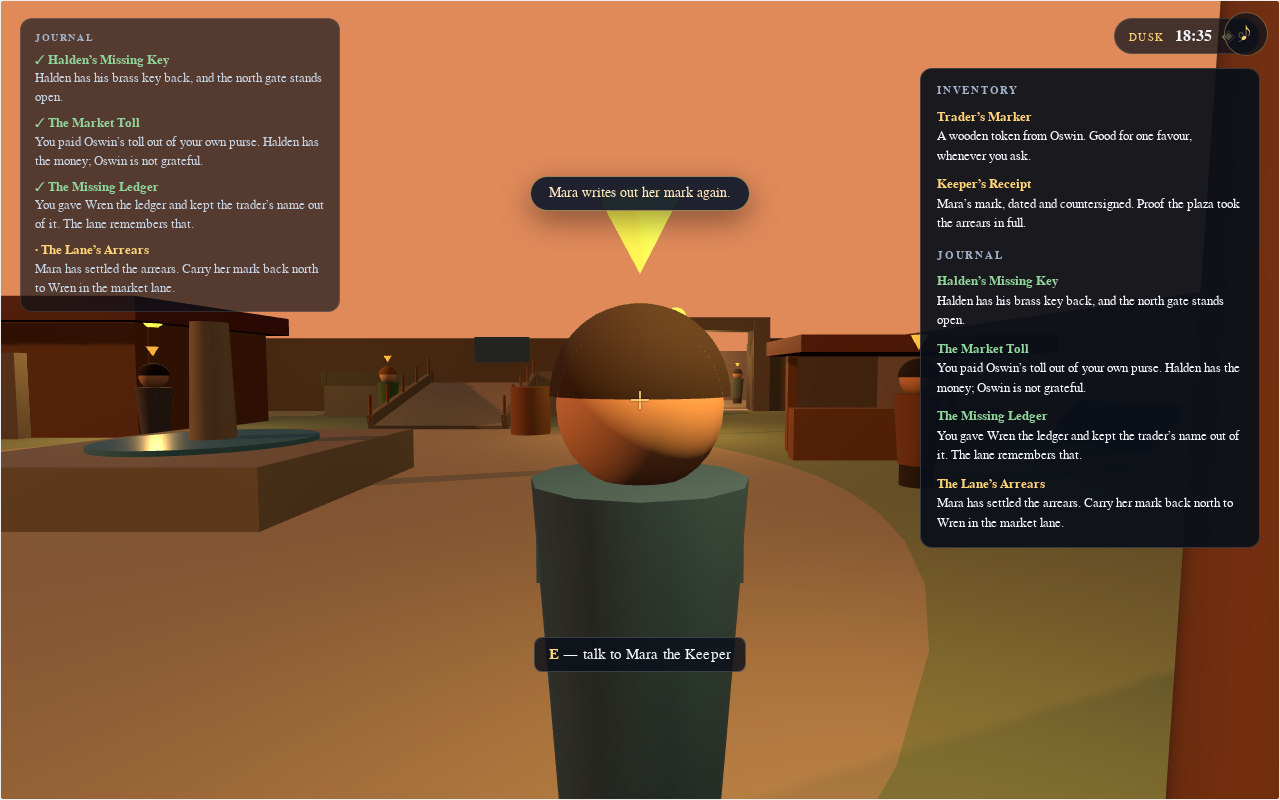 JOURNAL
✓ Halden's Missing Key
Halden has his brass key back, and the north gate stands
open.
✓ The Market Toll
You paid Oswin's toll out of your own purse. Halden has
the money; Oswin is not grateful.
✓ The Missing Ledger
You gave Wren the ledger and kept the trader's name out
of it. The lane remembers that.
· The Lane's Arrears
Mara has settled the arrears. Carry her mark back north
to Wren in the market lane.
DUSK 18:35
INVENTORY
Trader's Marker
A wooden token from Oswin. Good for one favour,
whenever you ask.
Keeper's Receipt
Mara's mark, dated and countersigned. Proof the plaza took
the arrears in full.
JOURNAL
Halden's Missing Key
Halden has his brass key back, and the north gate stands
open.
The Market Toll
You paid Oswin's toll out of your own purse. Halden has the
money; Oswin is not grateful.
The Missing Ledger
You gave Wren the ledger and kept the trader's name out of
it. The lane remembers that.
The Lane's Arrears
Mara has settled the arrears. Carry her mark back north to
Wren in the market lane.
Mara writes out her mark again.
E — talk to Mara the Keeper